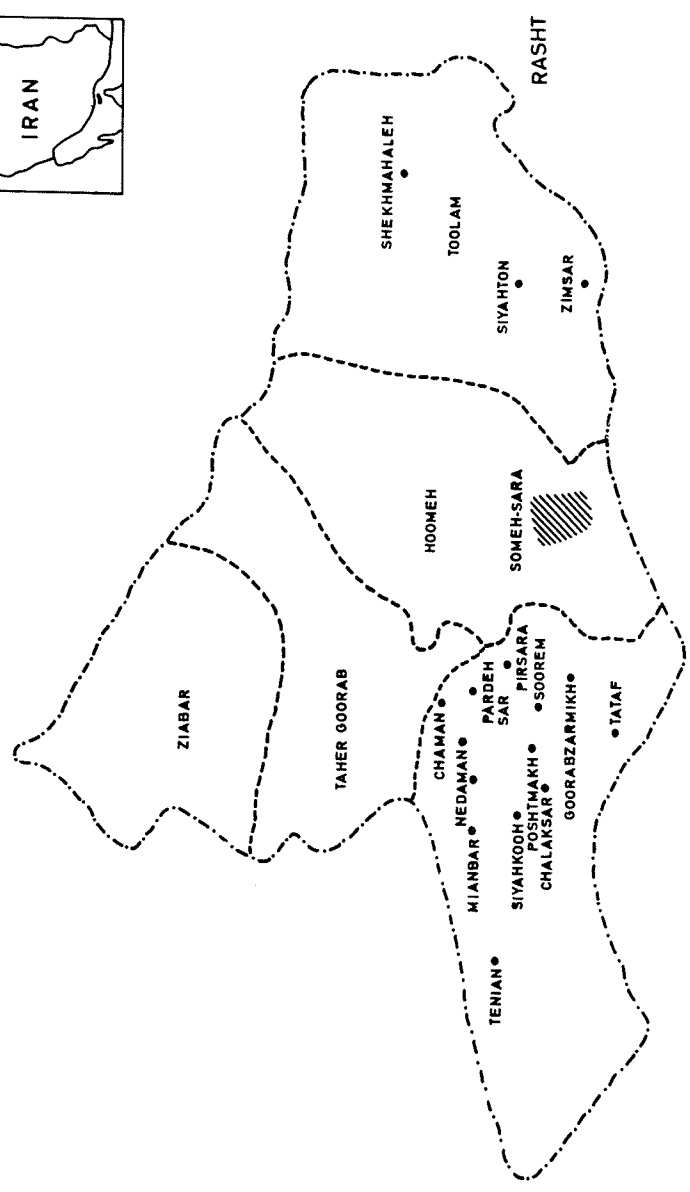 IRAN
RASHT
SHEKHMAHALEH
TOOLAM
SIYAHTON
ZIMSAR
HOOMEH
SOMEH-SARA
ZIABAR
TAHER GOORAB
CHAMAN
PARDEH
SAR
PIRSARA
SOOREM
NEDAMAN
MIANBAR
SIYAHKOOH
POSHTMAKH
CHALAKSAR
GOORABZARMIKH
TATAF
TENIAN